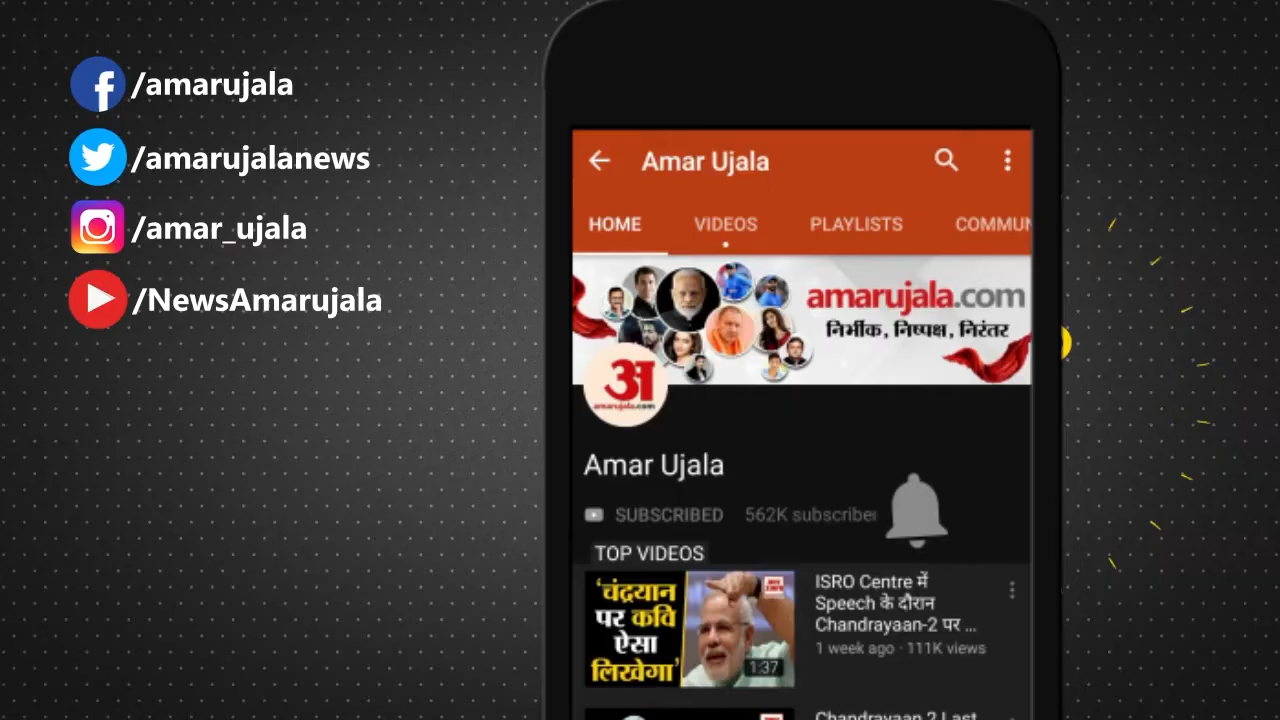 /amarujala
/amarujalanews
/amar_ujala
/NewsAmarujala
Amar Ujala
HOME VIDEOS PLAYLISTS COMMUN
amarujala.com
निर्भीक, निष्पक्ष, निरंतर
अ
amarujala.com
Amar Ujala
SUBSCRIBED 562K subscriber
TOP VIDEOS
'चंद्रयान
पर कवि
ऐसा
लिखेगा'
1:37
ISRO Centre में
Speech के दौरान
Chandrayaan-2 पर ...
1 week ago · 111K views
Chandrayaan 2 Last